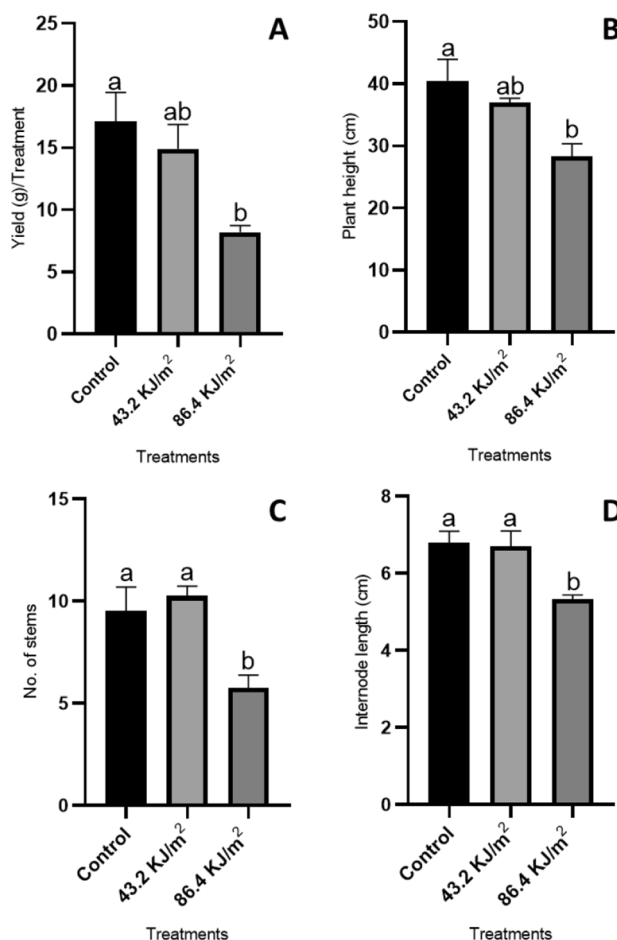 A
Yield (g)/Treatment
25
20
15
10
5
0
a
ab
b
Control
43.2 KJ/m²
86.4 KJ/m²
Treatments
B
Plant height (cm)
50
40
30
20
10
0
a
ab
b
Control
43.2 KJ/m²
86.4 KJ/m²
Treatments
C
No. of stems
15
10
5
0
a
a
b
Control
43.2 KJ/m²
86.4 KJ/m²
Treatments
D
Internode length (cm)
8
6
4
2
0
a
a
b
Control
43.2 KJ/m²
86.4 KJ/m²
Treatments